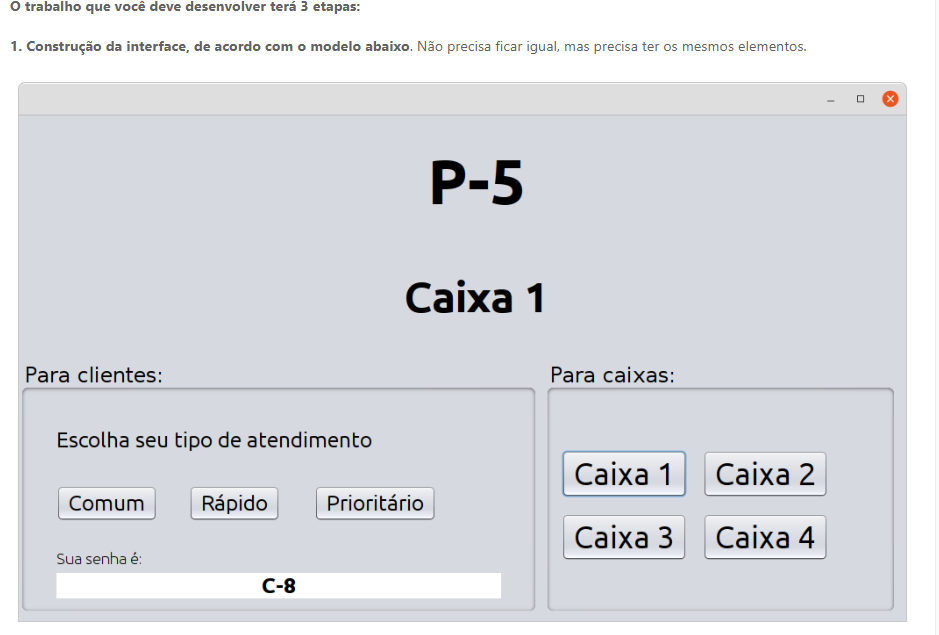 O trabalho que você deve desenvolver terá 3 etapas:
1. Construção da interface, de acordo com o modelo abaixo. Não precisa ficar igual, mas precisa ter os mesmos elementos.
P-5
Caixa 1
Para clientes:
Escolha seu tipo de atendimento
Comum Rápido Prioritário
Sua senha é:
C-8
Para caixas:
Caixa 1 Caixa 2
Caixa 3 Caixa 4